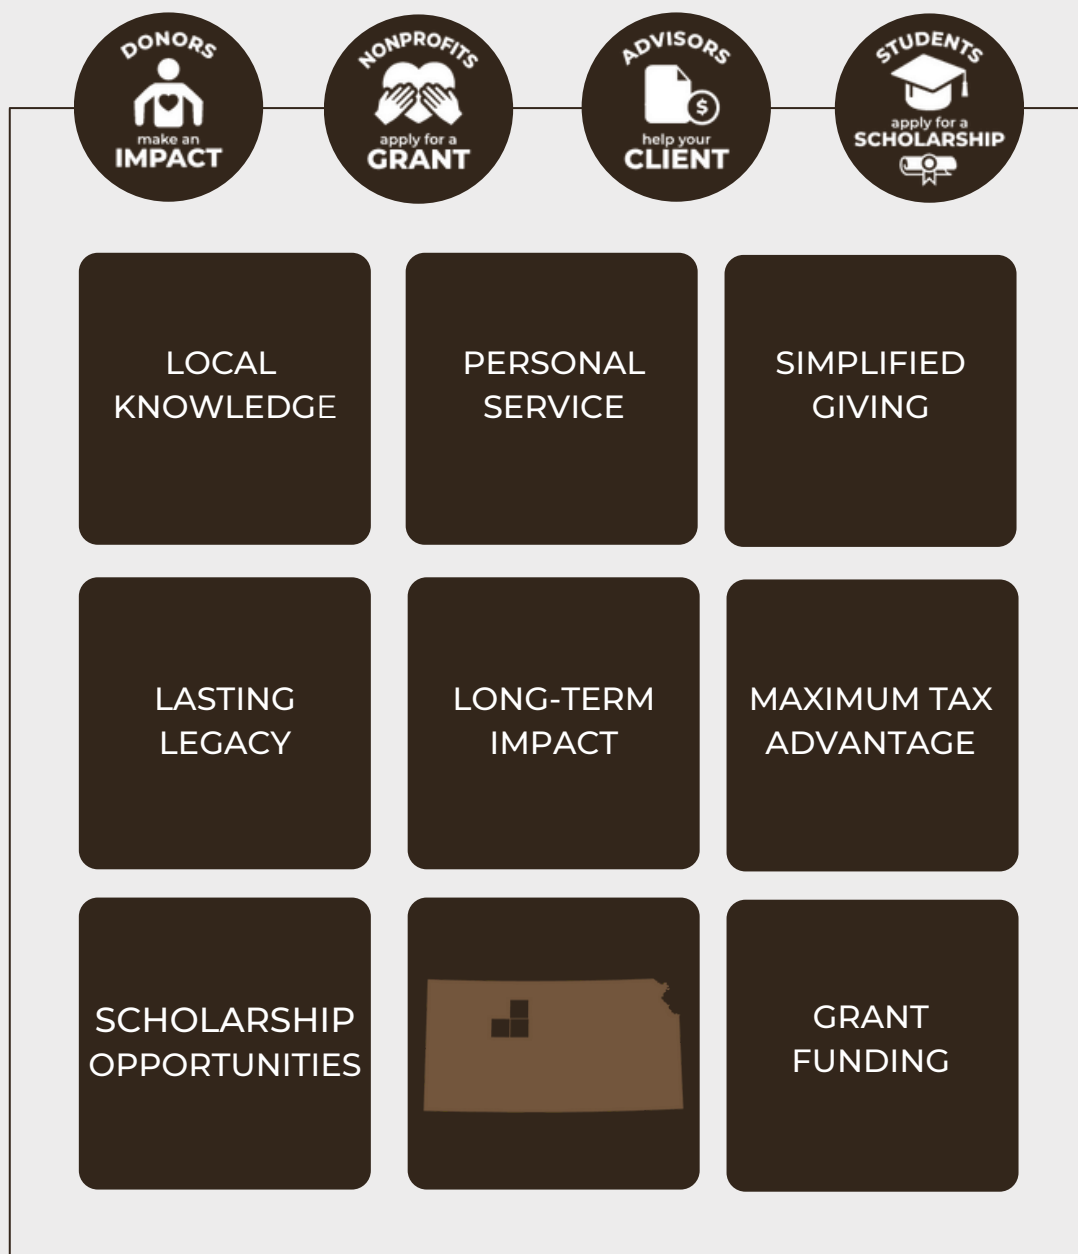 DONORS
make an
IMPACT
NONPROFITS
apply for a
GRANT
ADVISORS
$
help your
CLIENT
STUDENTS
apply for a
SCHOLARSHIP
LOCAL
KNOWLEDGE
PERSONAL
SERVICE
SIMPLIFIED
GIVING
LASTING
LEGACY
LONG-TERM
IMPACT
MAXIMUM TAX
ADVANTAGE
SCHOLARSHIP
OPPORTUNITIES
GRANT
FUNDING